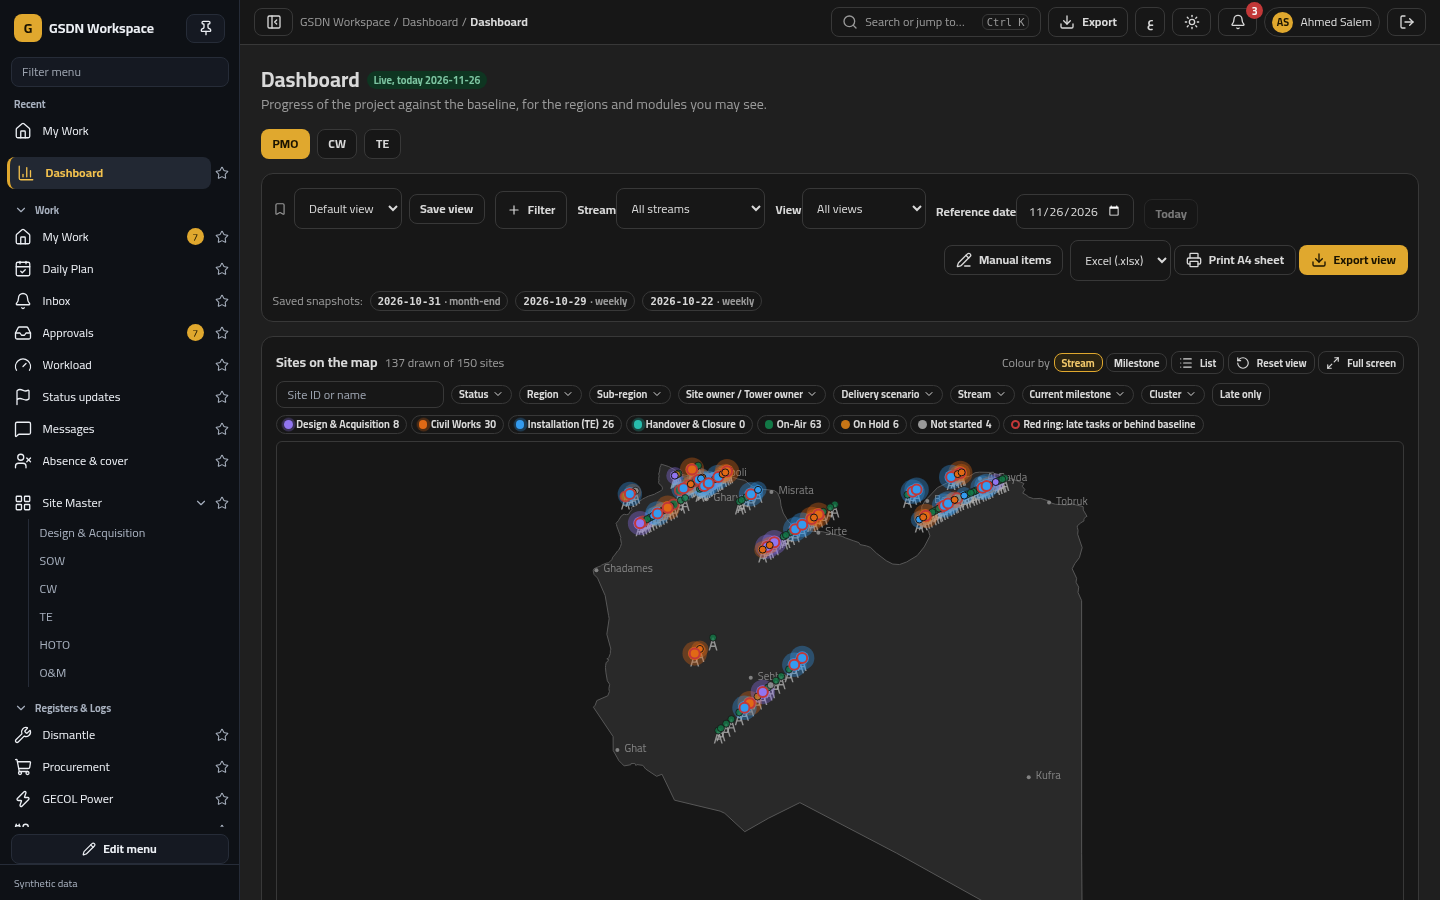 G GSDN Workspace
Filter menu
Recent
My Work
Dashboard
Work
My Work 7
Daily Plan
Inbox
Approvals 7
Workload
Status updates
Messages
Absence & cover
Site Master
Design & Acquisition
SOW
CW
TE
HOTO
O&M
Registers & Logs
Dismantle
Procurement
GECOL Power
Edit menu
Synthetic data
GSDN Workspace / Dashboard / Dashboard
Search or jump to... Ctrl K
Export
ع
3
AS Ahmed Salem
Dashboard Live, today 2026-11-26
Progress of the project against the baseline, for the regions and modules you may see.
PMO CW TE
Default view Save view + Filter Stream All streams View All views Reference date 11/26/2026 Today
Manual items Excel (.xlsx) Print A4 sheet Export view
Saved snapshots: 2026-10-31 · month-end 2026-10-29 · weekly 2026-10-22 · weekly
Sites on the map 137 drawn of 150 sites
Colour by Stream Milestone List Reset view Full screen
Site ID or name Status Region Sub-region Site owner / Tower owner Delivery scenario Stream Current milestone Cluster Late only
Design & Acquisition 8 Civil Works 30 Installation (TE) 26 Handover & Closure 0 On-Air 63 On Hold 6 Not started 4 Red ring: late tasks or behind baseline
Misrata
Tobruk
Sirte
Ghadames
Ghat
Kufra